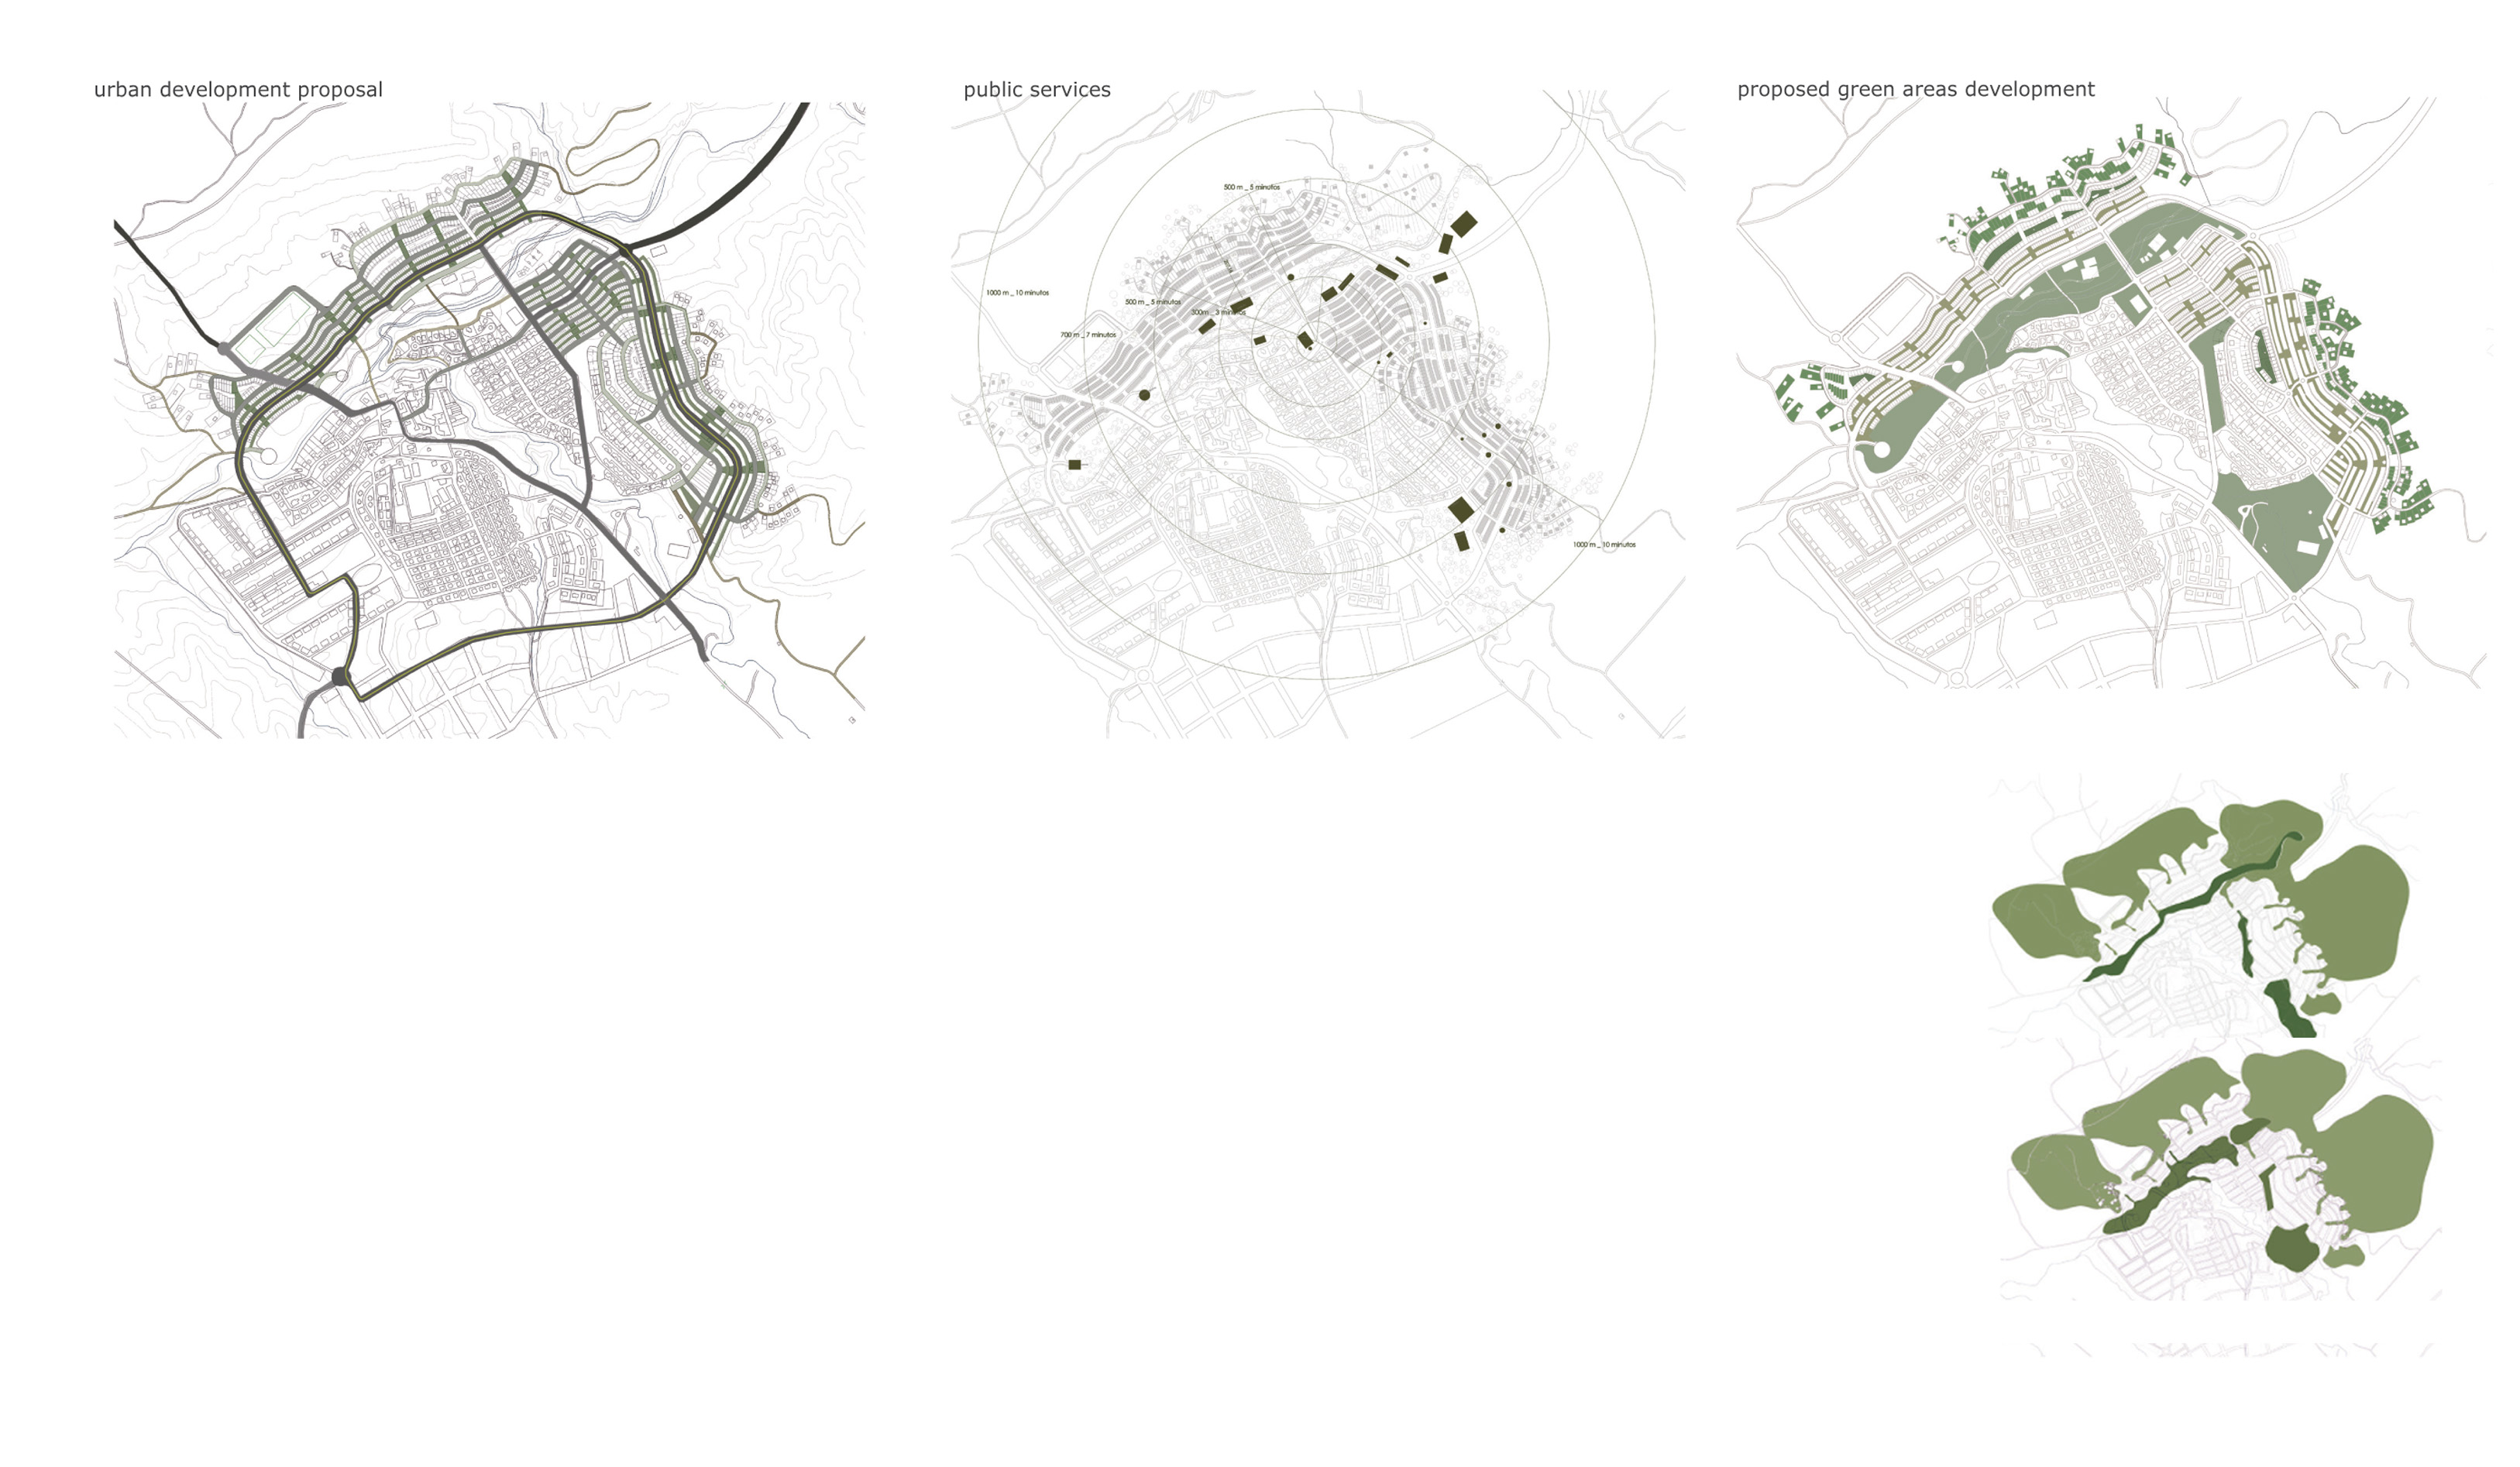 urban development proposal
public services
proposed green areas development
500 m _ 5 minutos
1000 m _ 10 minutos
500 m _ 5 minutos
300m _ 3 minutos
700 m _ 7 minutos
1000 m _ 10 minutos